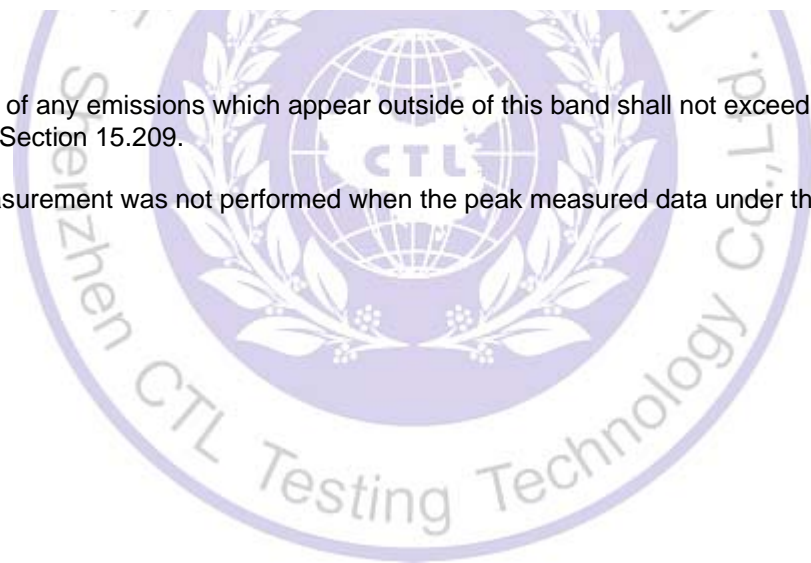 of any emissions which appear outside of this band shall not exceed
Section 15.209.
asurement was not performed when the peak measured data under th
CTL
Shenzhen CTL Testing Technology Co., Ltd.